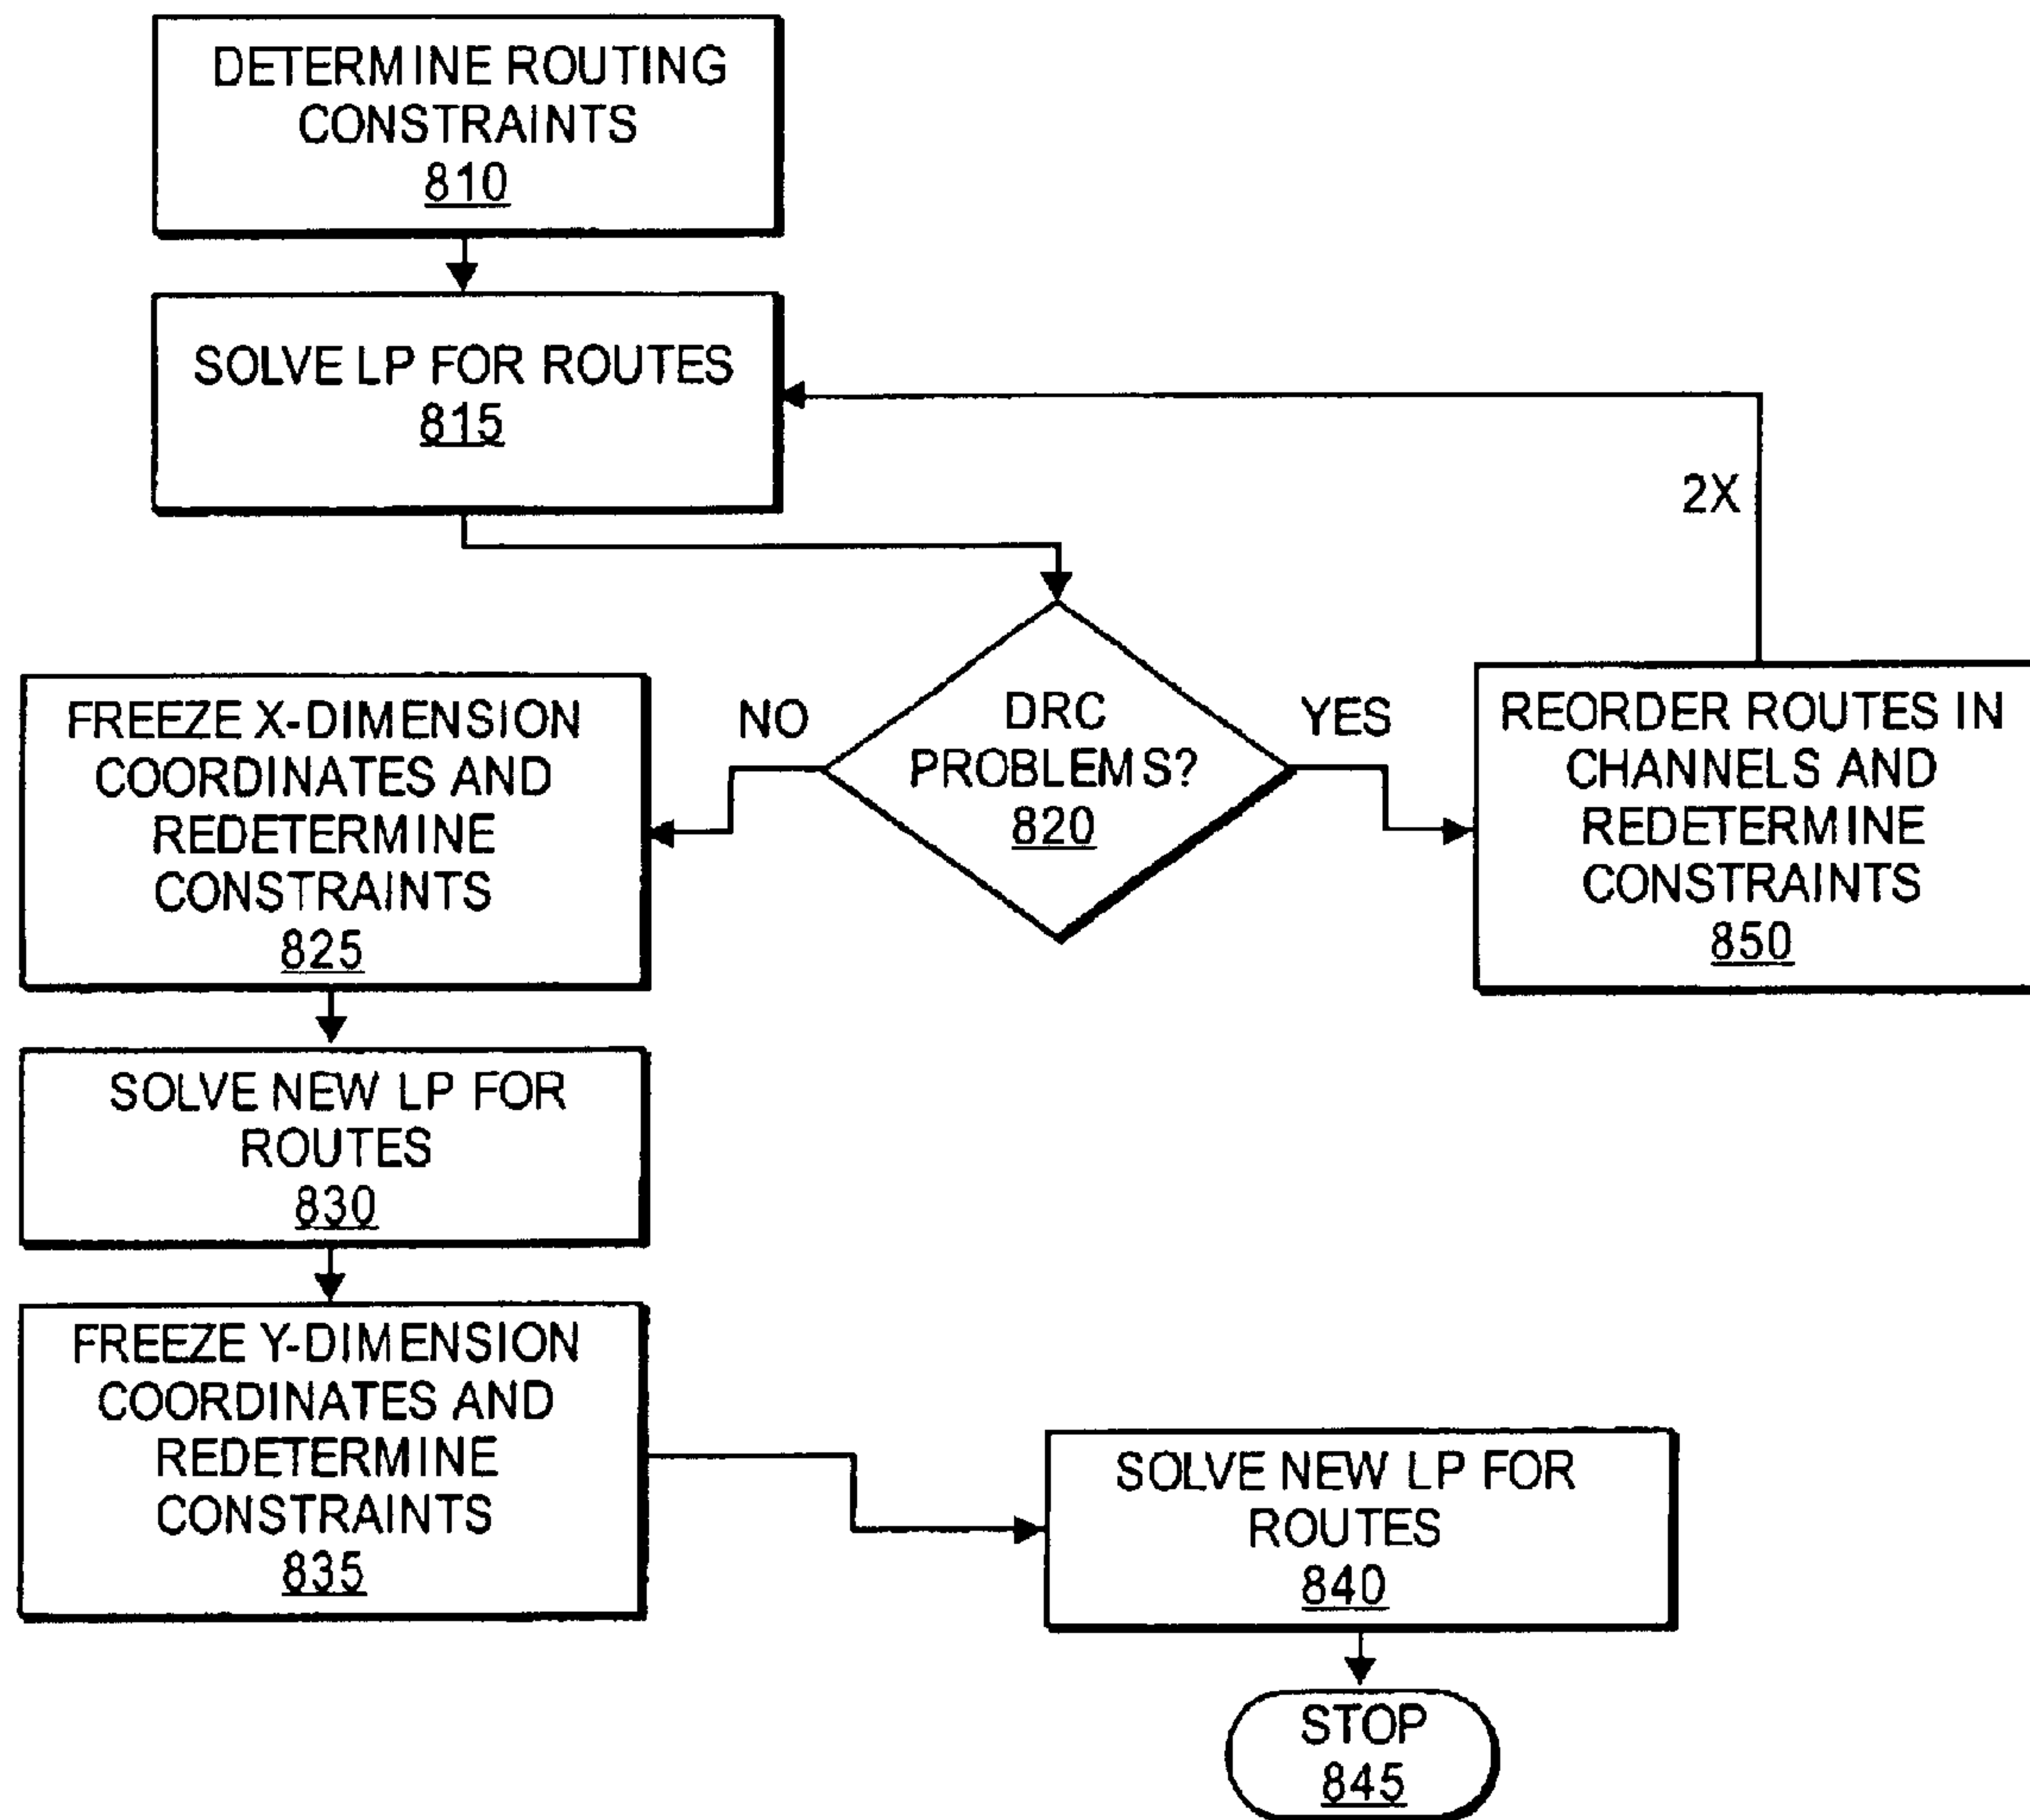 DETERMINE ROUTING
CONSTRAINTS
810
SOLVE LP FOR ROUTES
815
2X
DRC
PROBLEMS?
820
NO
YES
FREEZE X-DIMENSION
COORDINATES AND
REDETERMINE
CONSTRAINTS
825
REORDER ROUTES IN
CHANNELS AND
REDETERMINE
CONSTRAINTS
850
SOLVE NEW LP FOR
ROUTES
830
FREEZE Y-DIMENSION
COORDINATES AND
REDETERMINE
CONSTRAINTS
835
SOLVE NEW LP FOR
ROUTES
840
STOP
845